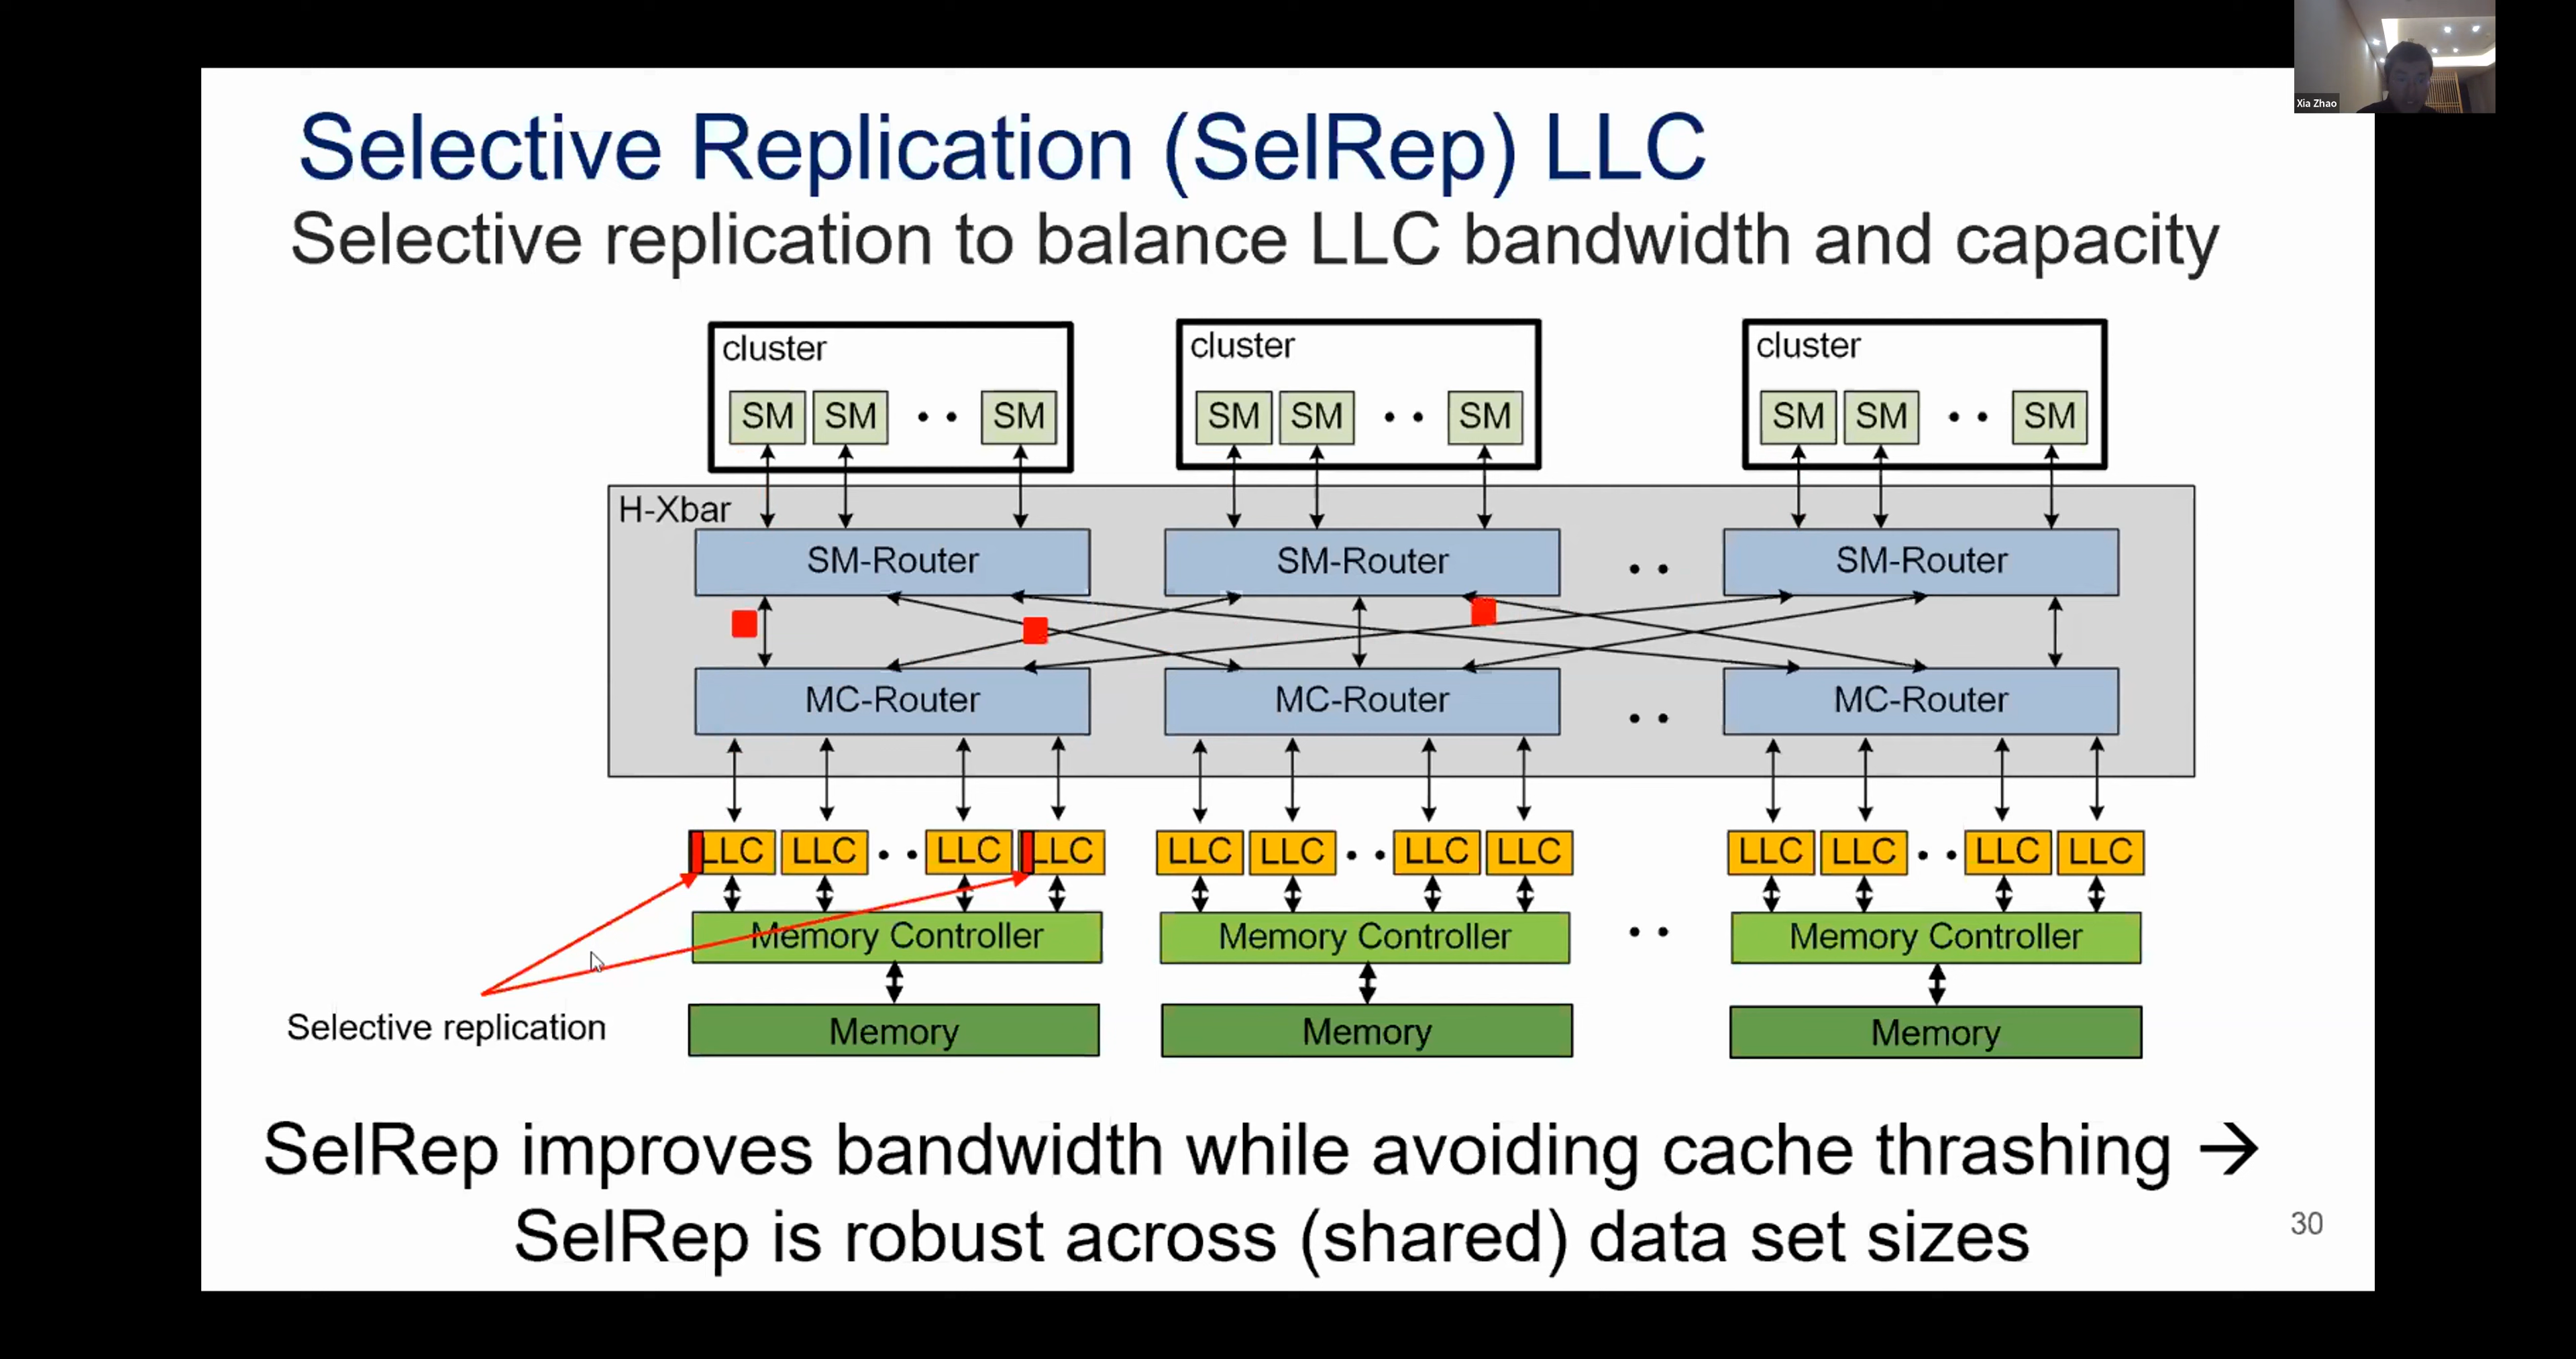 Xia Zhao
Selective Replication (SelRep) LLC
Selective replication to balance LLC bandwidth and capacity
cluster
cluster
cluster
SM SM •• SM
SM SM •• SM
SM SM •• SM
H-Xbar
SM-Router
SM-Router
••
SM-Router
MC-Router
MC-Router
••
MC-Router
LLC LLC •• LLC LLC
LLC LLC •• LLC LLC
LLC LLC •• LLC LLC
Memory Controller
Memory Controller
••
Memory Controller
Selective replication
Memory
Memory
Memory
SelRep improves bandwidth while avoiding cache thrashing →
SelRep is robust across (shared) data set sizes
30